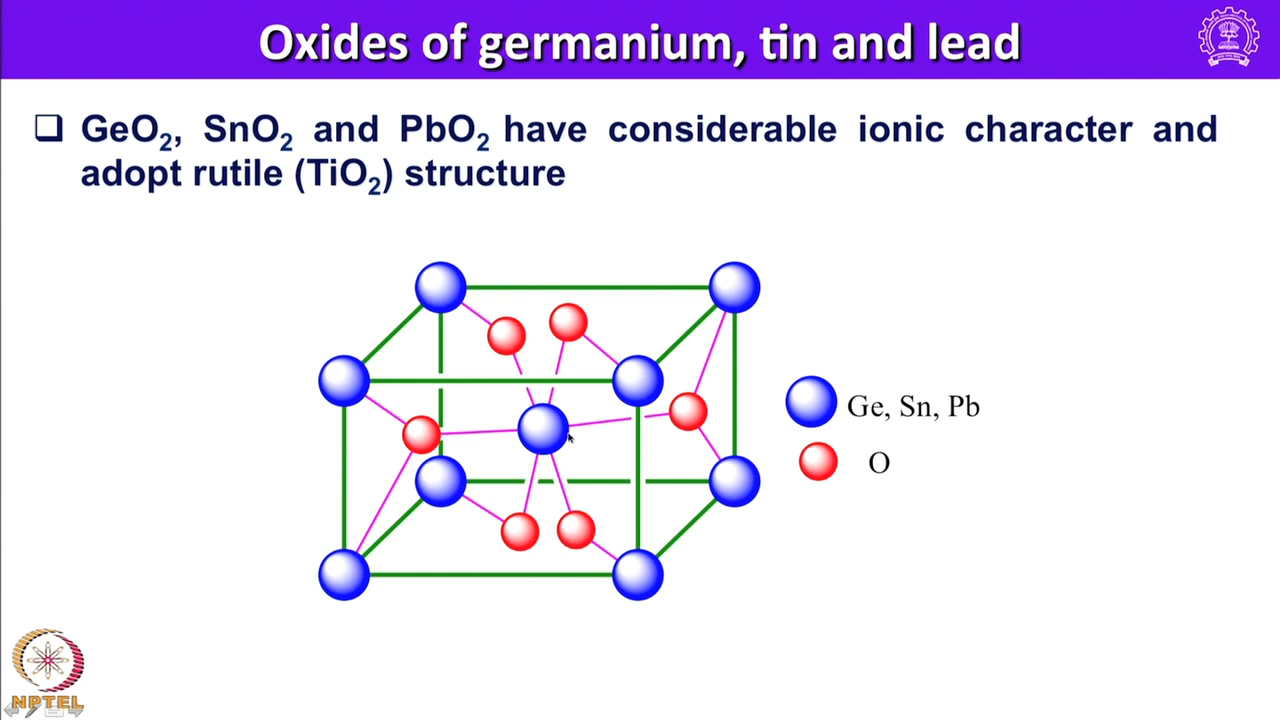 Oxides of germanium, tin and lead
❑ GeO₂, SnO₂ and PbO₂ have considerable ionic character and
adopt rutile (TiO₂) structure
Ge, Sn, Pb
O
NPTEL